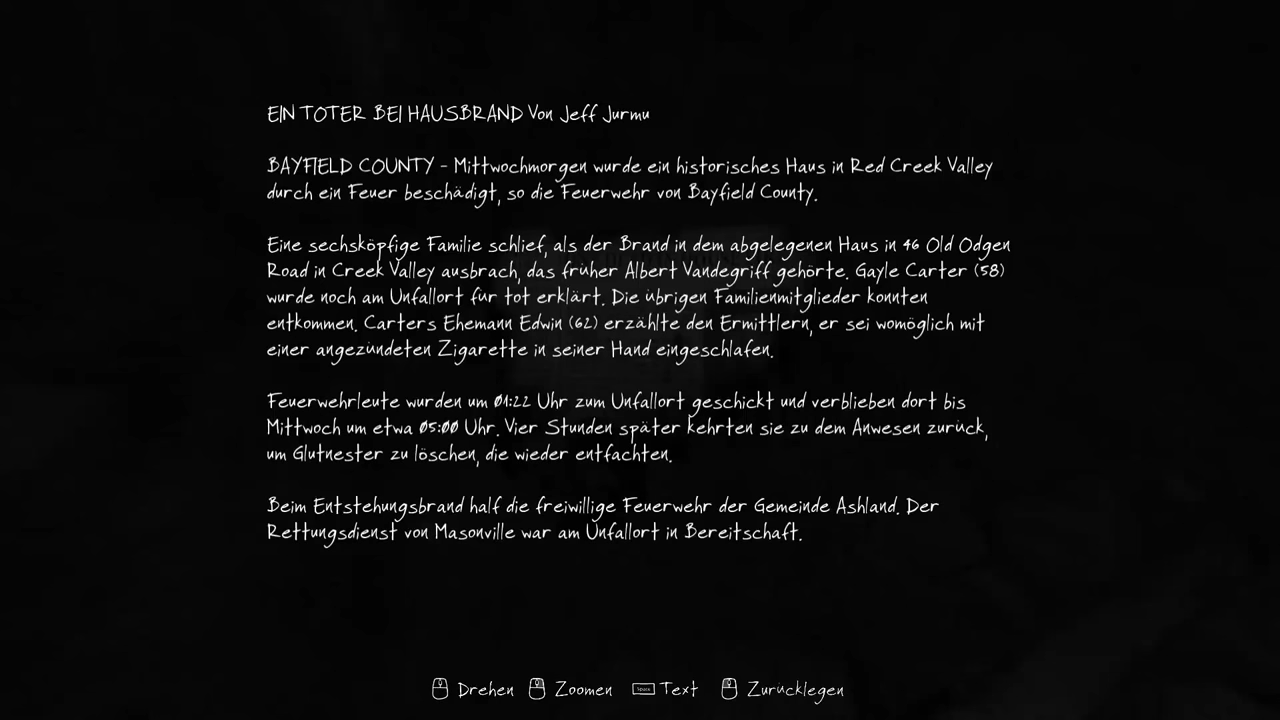 EIN TOTER BEI HAUSBRAND Von Jeff Jurmu
BAYFIELD COUNTY - Mittwochmorgen wurde ein historisches Haus in Red Creek Valley
durch ein Feuer beschädigt, so die Feuerwehr von Bayfield County.
Eine sechsköpfige Familie schlief, als der Brand in dem abgelegenen Haus in 46 Old Odgen
Road in Creek Valley ausbrach, das früher Albert Vandegriff gehörte. Gayle Carter (58)
wurde noch am Unfallort für tot erklärt. Die übrigen Familienmitglieder konnten
entkommen. Carters Ehemann Edwin (62) erzählte den Ermittlern, er sei womöglich mit
einer angezündeten Zigarette in seiner Hand eingeschlafen.
Feuerwehrleute wurden um 01:22 Uhr zum Unfallort geschickt und verblieben dort bis
Mittwoch um etwa 05:00 Uhr. Vier Stunden später kehrten sie zu dem Anwesen zurück,
um Glutnester zu löschen, die wieder entfachten.
Beim Entstehungsbrand half die freiwillige Feuerwehr der Gemeinde Ashland. Der
Rettungsdienst von Masonville war am Unfallort in Bereitschaft.
Drehen Zoomen Space Text Zurücklegen